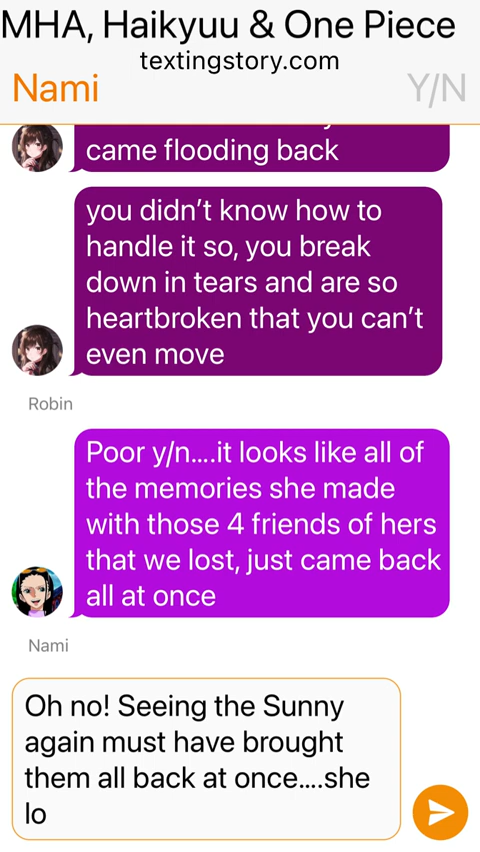 MHA, Haikyuu & One Piece
textingstory.com
Nami
Y/N
came flooding back
you didn’t know how to
handle it so, you break
down in tears and are so
heartbroken that you can’t
even move
Robin
Poor y/n....it looks like all of
the memories she made
with those 4 friends of hers
that we lost, just came back
all at once
Nami
Oh no! Seeing the Sunny
again must have brought
them all back at once....she
lo